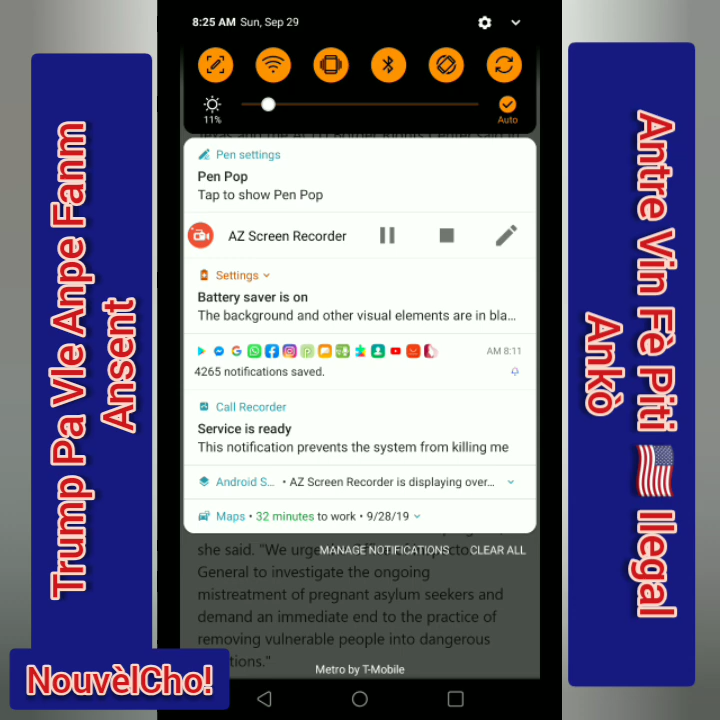 Trump Pa Vle Anpe Fanm
Ansent
8:25 AM Sun, Sep 29
11%
Auto
Pen settings
Pen Pop
Tap to show Pen Pop
AZ Screen Recorder
Settings
Battery saver is on
The background and other visual elements are in bla...
AM 8:11
4265 notifications saved.
Call Recorder
Service is ready
This notification prevents the system from killing me
Android S... • AZ Screen Recorder is displaying over...
Maps • 32 minutes to work • 9/28/19
MANAGE NOTIFICATIONS CLEAR ALL
she said. "We urge
General to investigate the ongoing
mistreatment of pregnant asylum seekers and
demand an immediate end to the practice of
removing vulnerable people into dangerous
Metro by T-Mobile
Antre Vin Fè Piti 🇺🇸 Ilegal
Ankò
NouvèlCho!